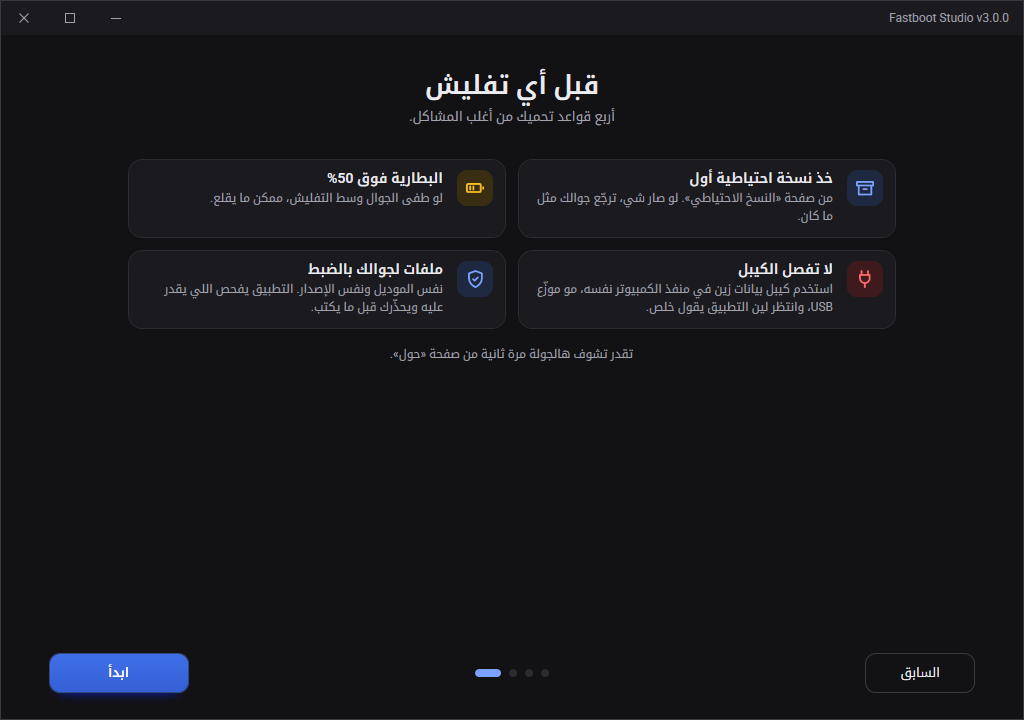 Fastboot Studio v3.0.0
قبل أي تفليش
أربع قواعد تحميك من أغلب المشاكل.
خذ نسخة احتياطية أول
من صفحة «النسخ الاحتياطي». لو صار شي، ترجّع جوالك مثل
ما كان.
البطارية فوق 50%
لو طفى الجوال وسط التفليش، ممكن ما يقلع.
لا تفصل الكيبل
استخدم كيبل بيانات زين في منفذ الكمبيوتر نفسه، مو موزّع
USB، وانتظر لين التطبيق يقول خلص.
ملفات لجوالك بالضبط
نفس الموديل ونفس الإصدار. التطبيق يفحص اللي يقدر
عليه ويحذّرك قبل ما يكتب.
تقدر تشوف هالجولة مرة ثانية من صفحة «حول».
السابق
ابدأ